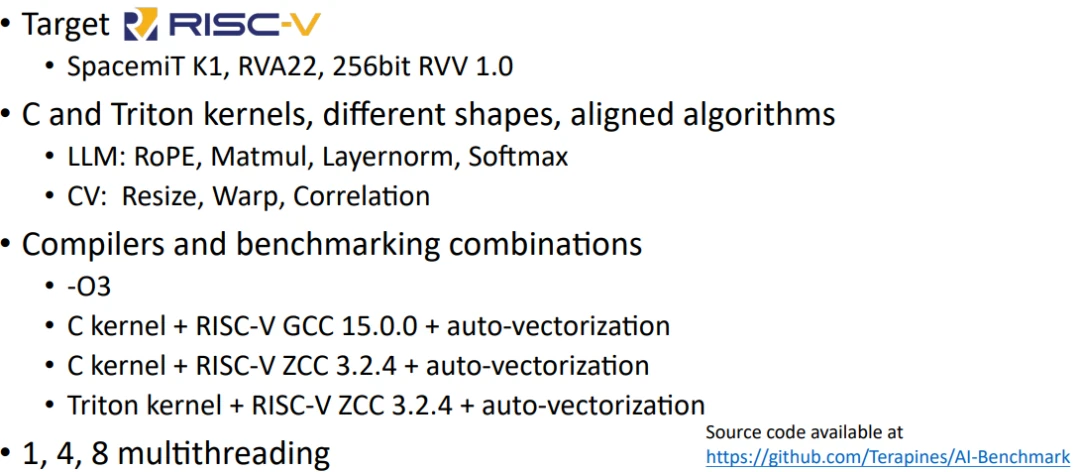 • Target RISC-V
• SpacemiT K1, RVA22, 256bit RVV 1.0
• C and Triton kernels, different shapes, aligned algorithms
• LLM: RoPE, Matmul, Layernorm, Softmax
• CV: Resize, Warp, Correlation
• Compilers and benchmarking combinations
• -O3
• C kernel + RISC-V GCC 15.0.0 + auto-vectorization
• C kernel + RISC-V ZCC 3.2.4 + auto-vectorization
• Triton kernel + RISC-V ZCC 3.2.4 + auto-vectorization
• 1, 4, 8 multithreading
Source code available at
https://github.com/Terapines/AI-Benchmark